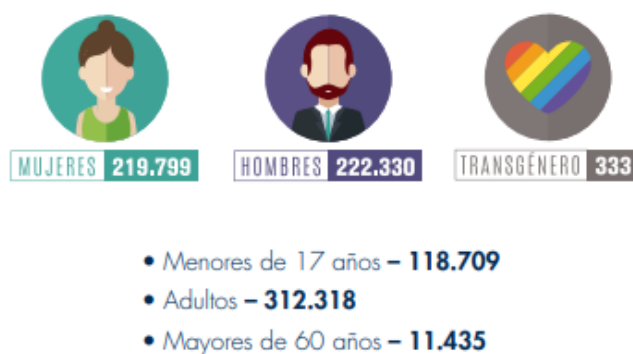 MUJERES 219.799 HOMBRES 222.330 TRANSGÉNERO 333
• Menores de 17 años – 118.709
• Adultos – 312.318
• Mayores de 60 años – 11.435